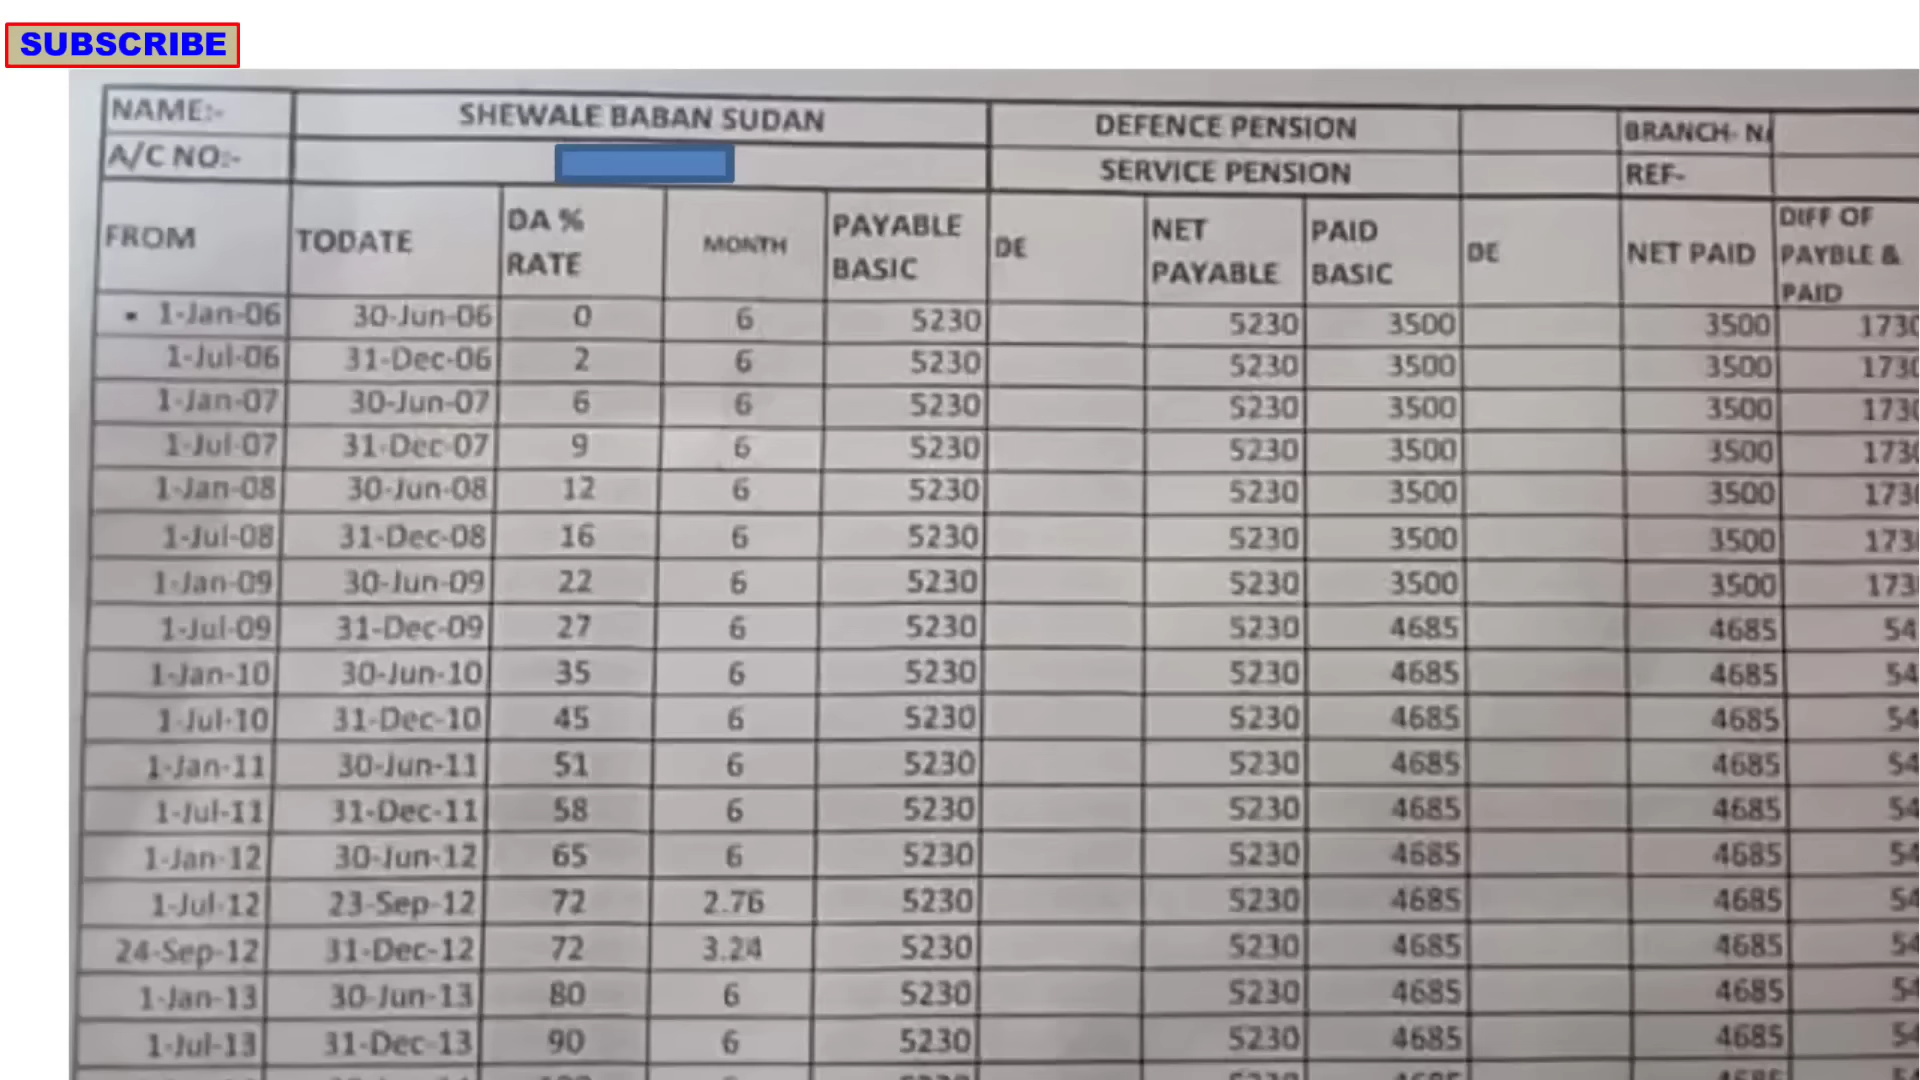 SUBSCRIBE
NAME:- SHEWALE BABAN SUDAN DEFENCE PENSION BRANCH- NA
A/C NO:- SERVICE PENSION REF-
FROM TODATE DA % RATE MONTH PAYABLE BASIC DE NET PAYABLE PAID BASIC DE NET PAID DIFF OF PAYBLE & PAID
1-Jan-06 30-Jun-06 0 6 5230 5230 3500 3500 1730
1-Jul-06 31-Dec-06 2 6 5230 5230 3500 3500 1730
1-Jan-07 30-Jun-07 6 6 5230 5230 3500 3500 1730
1-Jul-07 31-Dec-07 9 6 5230 5230 3500 3500 1730
1-Jan-08 30-Jun-08 12 6 5230 5230 3500 3500 1730
1-Jul-08 31-Dec-08 16 6 5230 5230 3500 3500 173
1-Jan-09 30-Jun-09 22 6 5230 5230 3500 3500 173
1-Jul-09 31-Dec-09 27 6 5230 5230 4685 4685 54
1-Jan-10 30-Jun-10 35 6 5230 5230 4685 4685 54
1-Jul-10 31-Dec-10 45 6 5230 5230 4685 4685 54
1-Jan-11 30-Jun-11 51 6 5230 5230 4685 4685 54
1-Jul-11 31-Dec-11 58 6 5230 5230 4685 4685 54
1-Jan-12 30-Jun-12 65 6 5230 5230 4685 4685 54
1-Jul-12 23-Sep-12 72 2.76 5230 5230 4685 4685 54
24-Sep-12 31-Dec-12 72 3.24 5230 5230 4685 4685 54
1-Jan-13 30-Jun-13 80 6 5230 5230 4685 4685 54
1-Jul-13 31-Dec-13 90 6 5230 5230 4685 4685 54